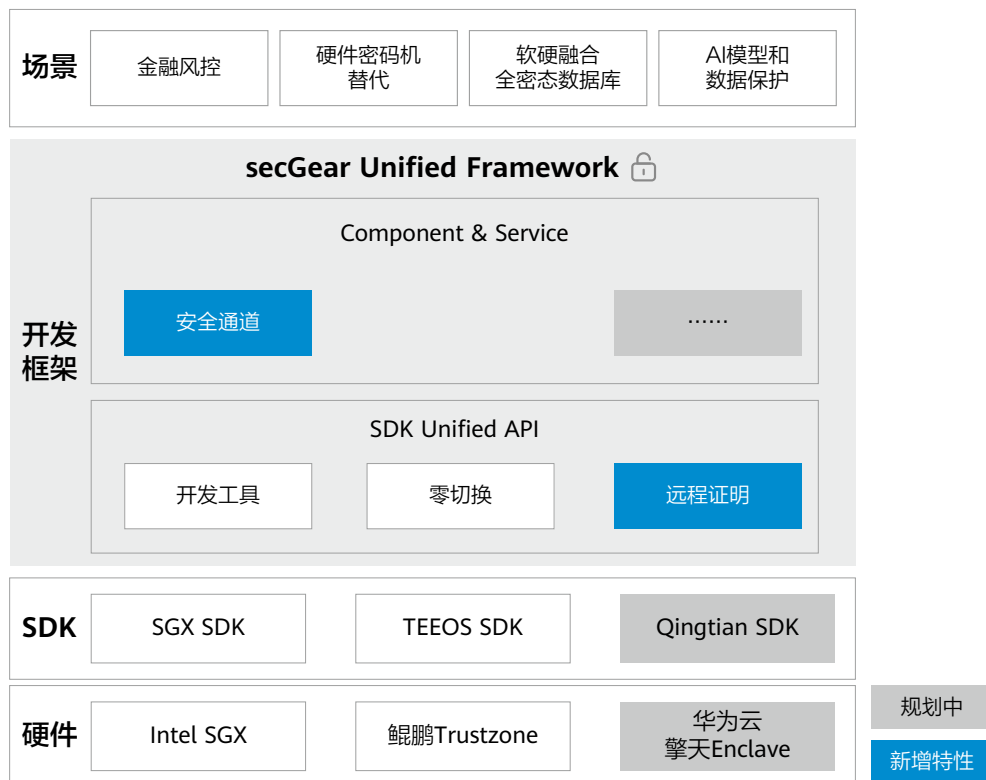 场景
金融风控
硬件密码机
替代
软硬融合
全密态数据库
AI模型和
数据保护
secGear Unified Framework
开发
框架
Component & Service
安全通道
......
SDK Unified API
开发工具
零切换
远程证明
SDK
SGX SDK
TEEOS SDK
Qingtian SDK
硬件
Intel SGX
鲲鹏Trustzone
华为云
擎天Enclave
规划中
新增特性